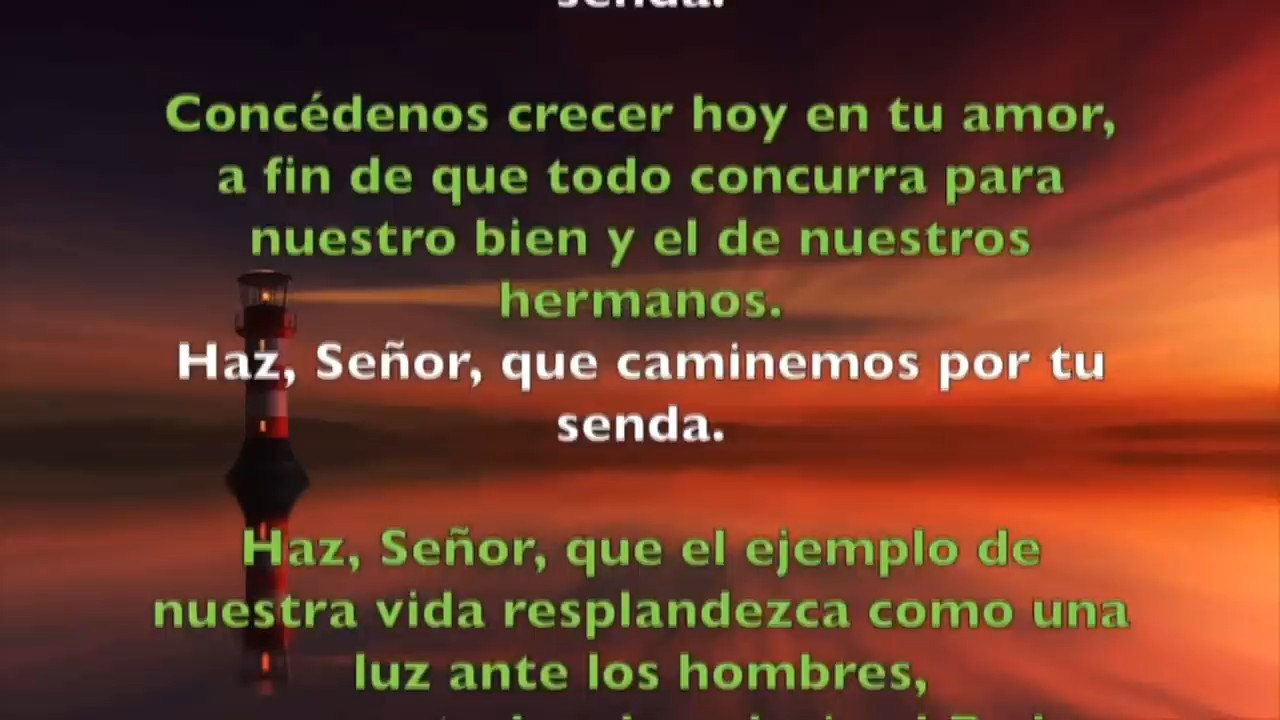 senda.
Concédenos crecer hoy en tu amor,
a fin de que todo concurra para
nuestro bien y el de nuestros
hermanos.
Haz, Señor, que caminemos por tu
senda.
Haz, Señor, que el ejemplo de
nuestra vida resplandezca como una
luz ante los hombres,